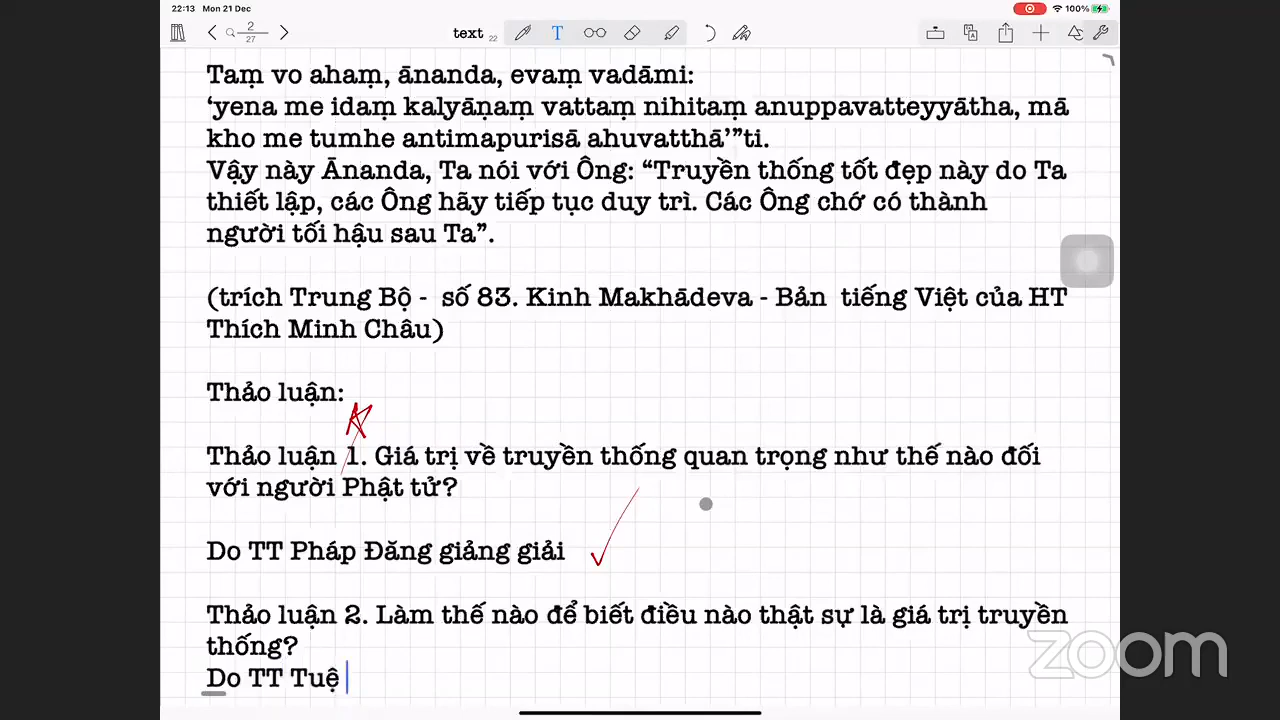 22:13 Mon 21 Dec
100%
2
27
text 22
Taṃ vo ahaṃ, ānanda, evaṃ vadāmi:
‘yena me idaṃ kalyāṇaṃ vattaṃ nihitaṃ anuppavatteyyātha, mā
kho me tumhe antimapurisā ahuvatthā’”ti.
Vậy này Ānanda, Ta nói với Ông: “Truyền thống tốt đẹp này do Ta
thiết lập, các Ông hãy tiếp tục duy trì. Các Ông chớ có thành
người tối hậu sau Ta”.
(trích Trung Bộ - số 83. Kinh Makhādeva - Bản tiếng Việt của HT
Thích Minh Châu)
Thảo luận:
Thảo luận 1. Giá trị về truyền thống quan trọng như thế nào đối
với người Phật tử?
Do TT Pháp Đăng giảng giải
Thảo luận 2. Làm thế nào để biết điều nào thật sự là giá trị truyền
thống?
Do TT Tuệ
zoom